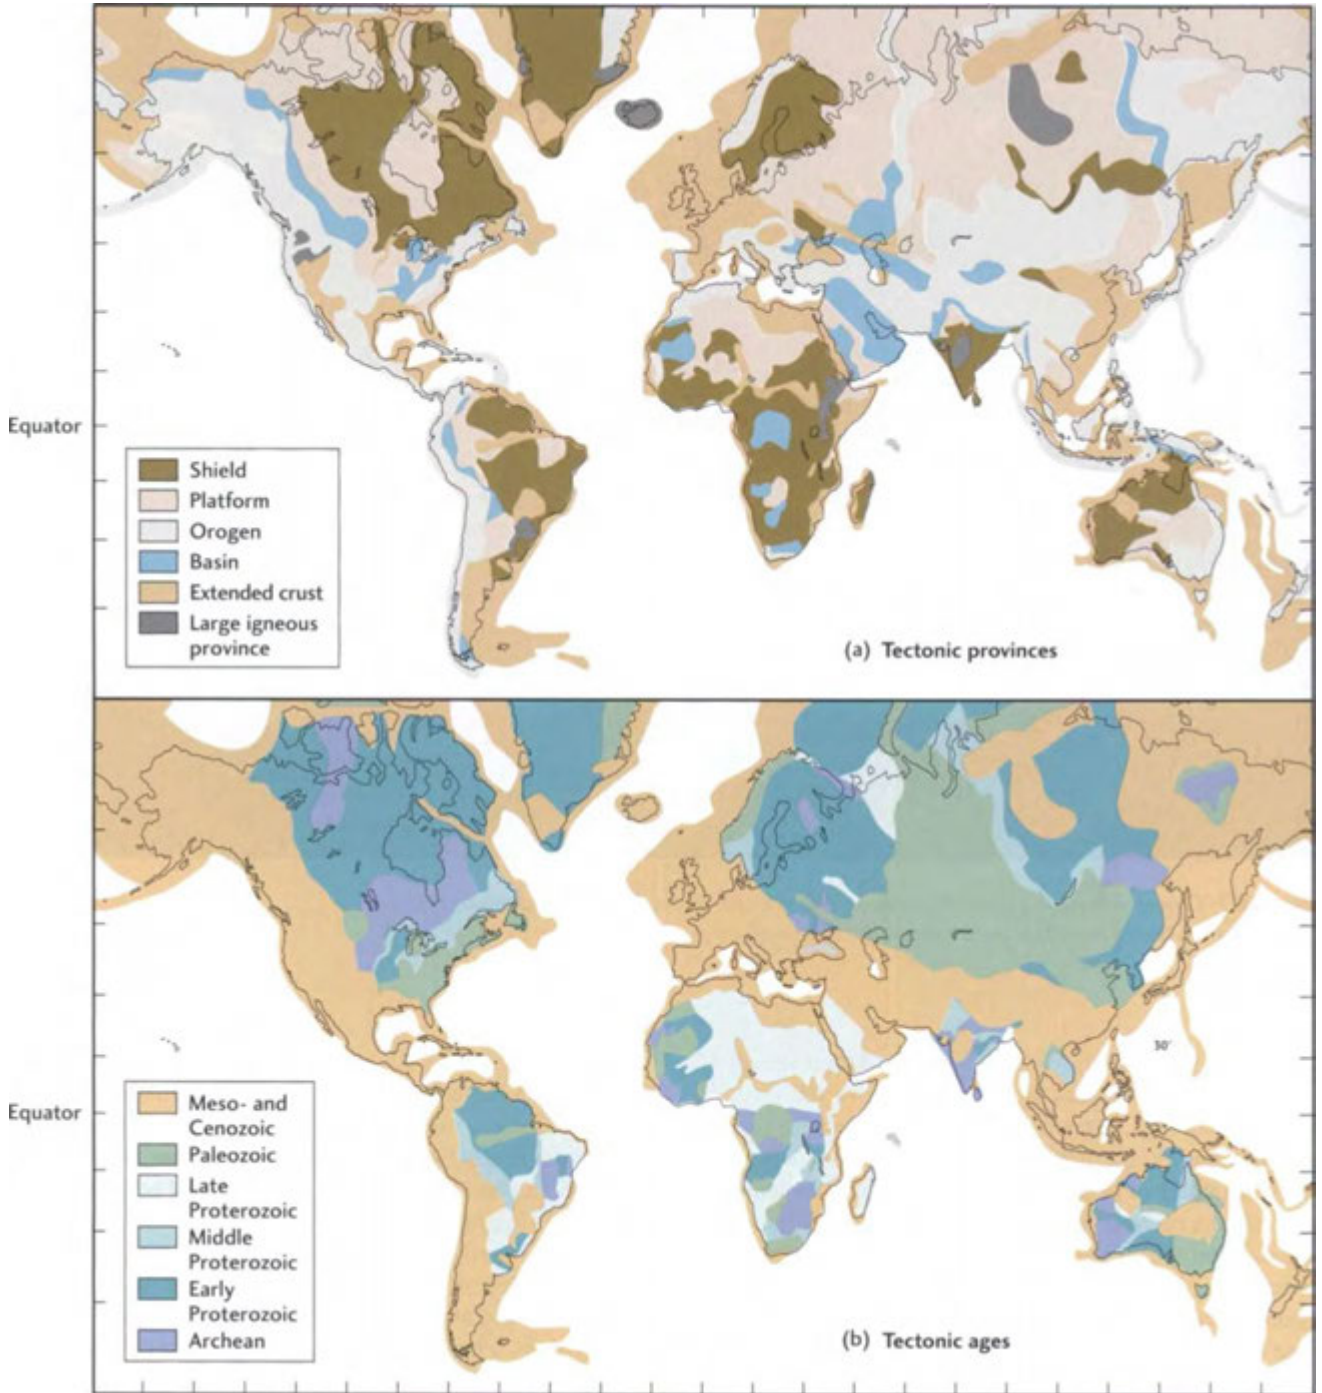 Equator
Shield
Platform
Orogen
Basin
Extended crust
Large igneous
province
(a) Tectonic provinces
Equator
30°
Meso- and
Cenozoic
Paleozoic
Late
Proterozoic
Middle
Proterozoic
Early
Proterozoic
Archean
(b) Tectonic ages